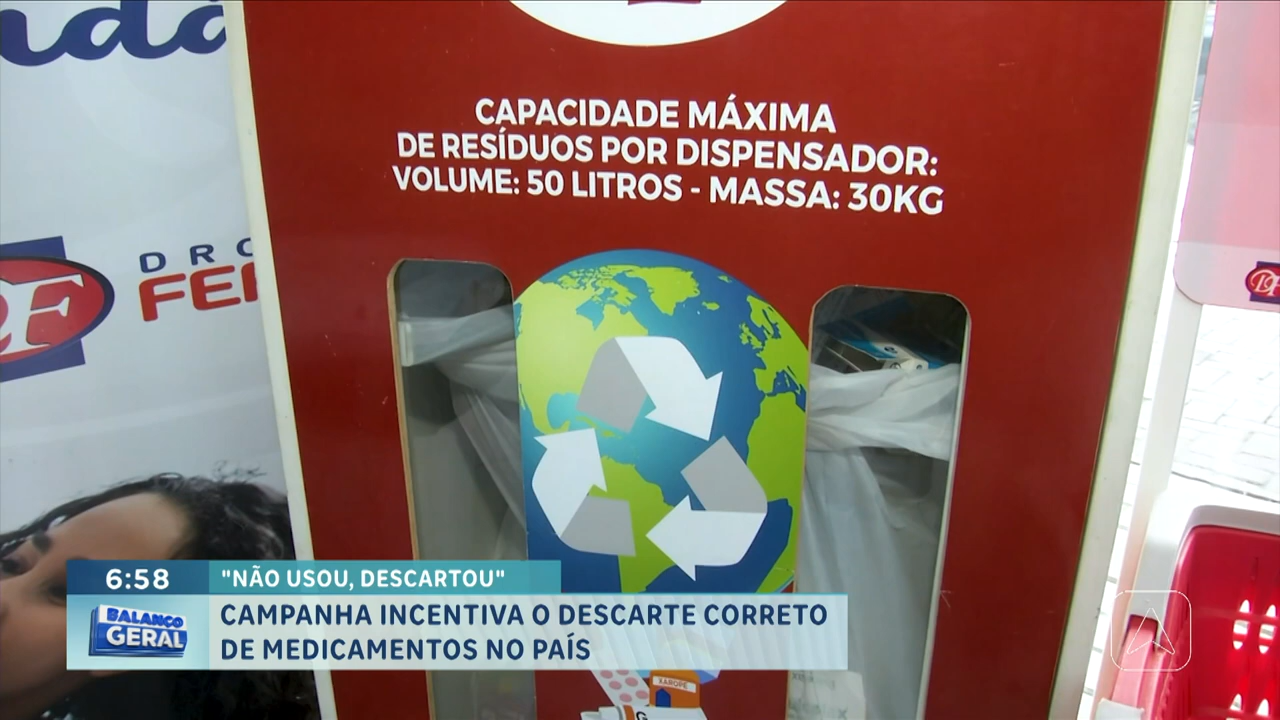 CAPACIDADE MÁXIMA
DE RESÍDUOS POR DISPENSADOR:
VOLUME: 50 LITROS - MASSA: 30KG
6:58
"NÃO USOU, DESCARTOU"
BALANÇO
GERAL
CAMPANHA INCENTIVA O DESCARTE CORRETO
DE MEDICAMENTOS NO PAÍS
XAROPE